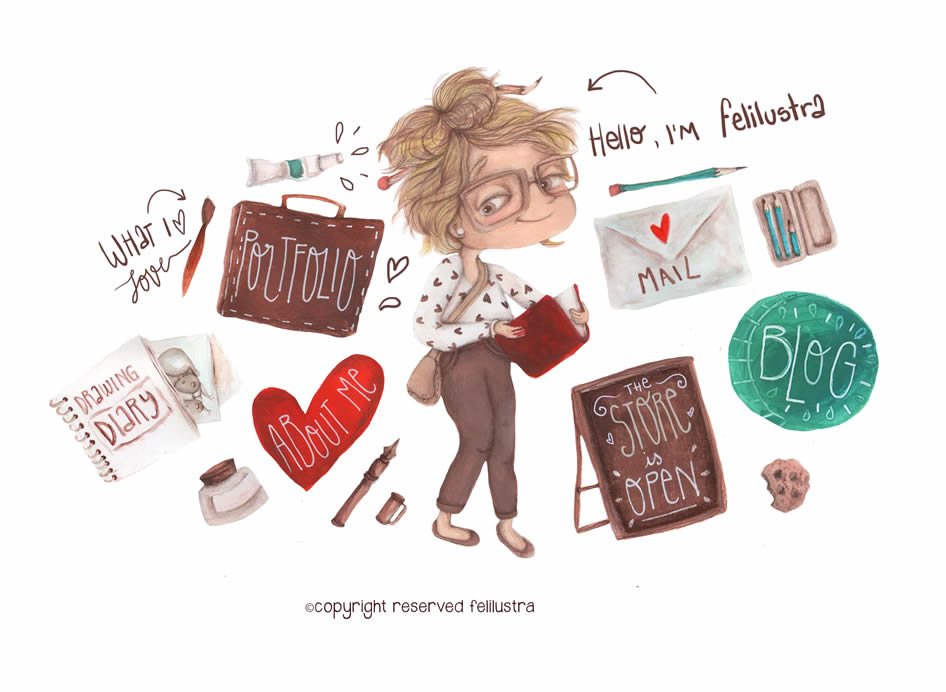 Hello, I'M felilustra
WHAT I
love
PORTFOLIO
MAIL
BLOG
DRAWING
DIARY
ABOUT ME
THE
STORE
is
OPEN
©copyright reserved felilustra